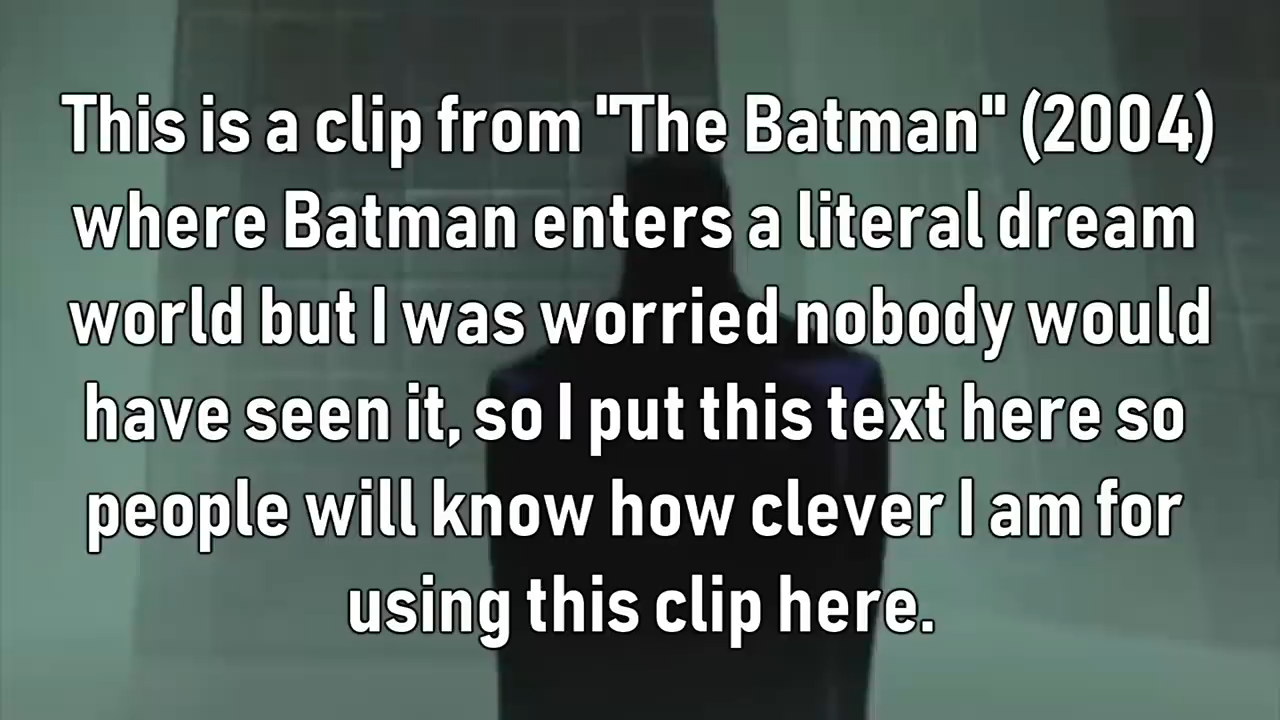 This is a clip from "The Batman" (2004)
where Batman enters a literal dream
world but I was worried nobody would
have seen it, so I put this text here so
people will know how clever I am for
using this clip here.